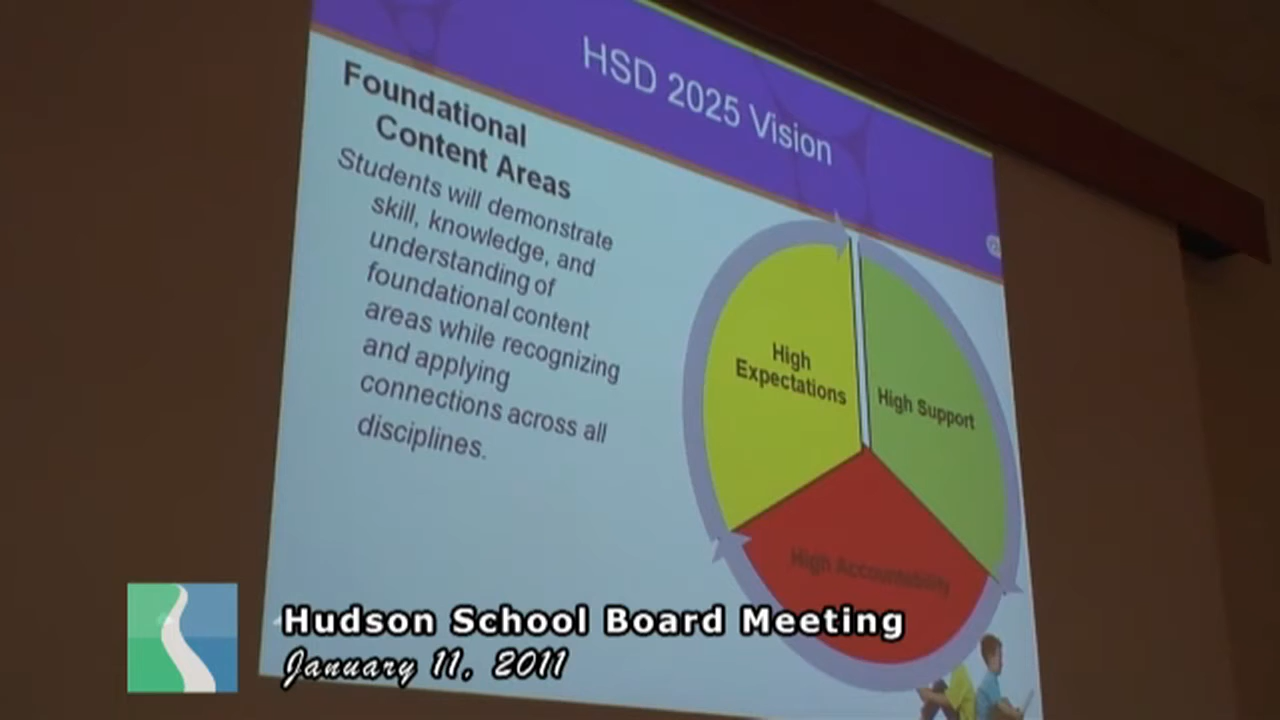 HSD 2025 Vision
Foundational
Content Areas
Students will demonstrate
skill, knowledge, and
understanding of
foundational content
areas while recognizing
and applying
connections across all
disciplines.
High
Expectations
High Support
High Accountability
Hudson School Board Meeting
January 11, 2011